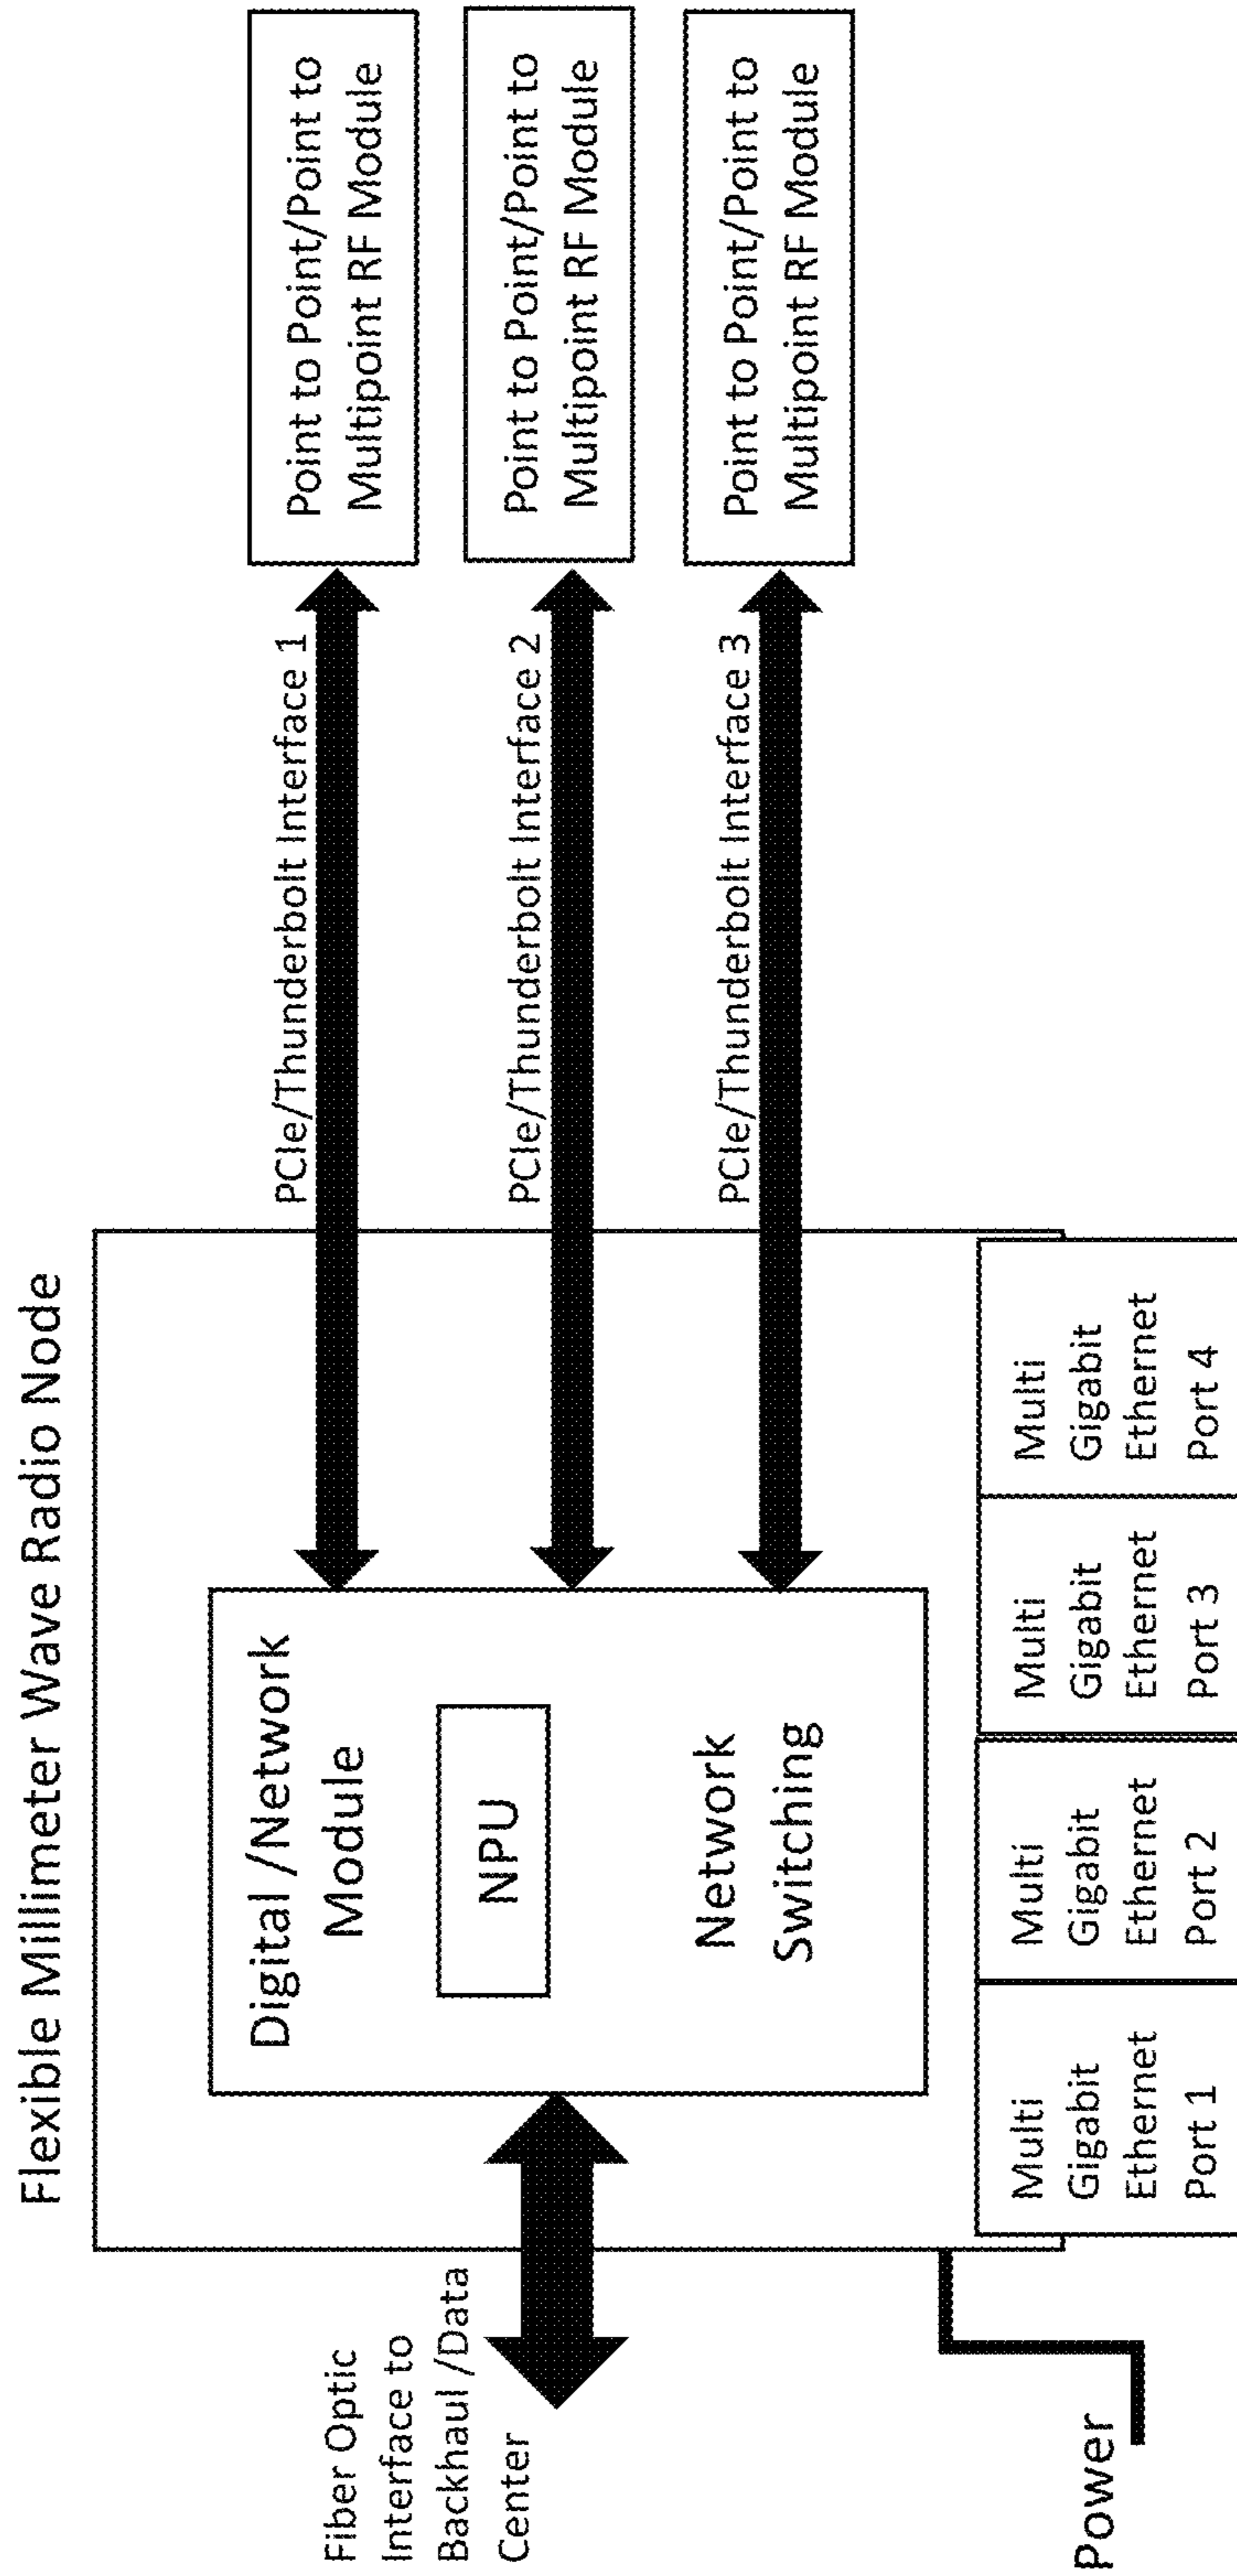 Flexible Millimeter Wave Radio Node
Fiber Optic
Interface to
Backhaul /Data
Center
Digital /Network
Module
NPU
Network
Switching
PCIe/Thunderbolt Interface 1
PCIe/Thunderbolt Interface 2
PCIe/Thunderbolt Interface 3
Point to Point/Point to
Multipoint RF Module
Point to Point/Point to
Multipoint RF Module
Point to Point/Point to
Multipoint RF Module
Power
Multi
Gigabit
Ethernet
Port 1
Multi
Gigabit
Ethernet
Port 2
Multi
Gigabit
Ethernet
Port 3
Multi
Gigabit
Ethernet
Port 4